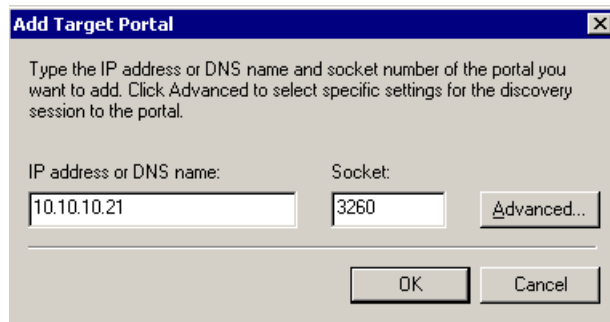 Add Target Portal
Type the IP address or DNS name and socket number of the portal you
want to add. Click Advanced to select specific settings for the discovery
session to the portal.
IP address or DNS name: Socket:
10.10.10.21 3260 Advanced...
OK Cancel